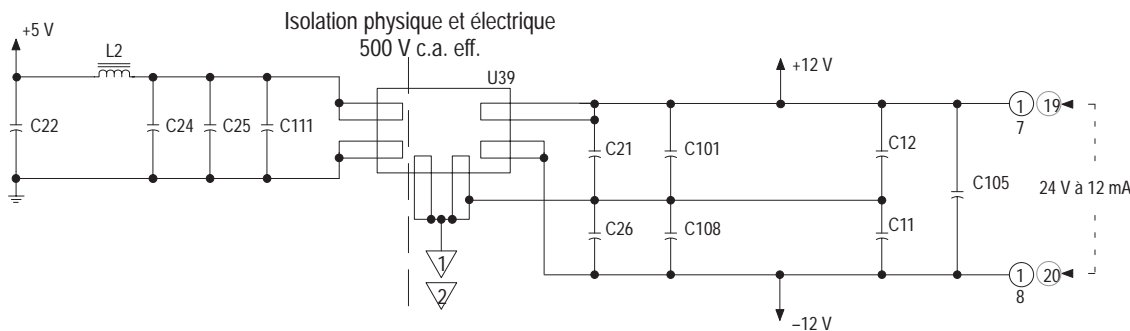 Isolation physique et électrique
500 V c.a. eff.
+5 V
L2
U39
+12 V
C22
C24
C25
C111
C21
C101
C12
C105
1
19
7
24 V à 12 mA
C26
C108
C11
1
2
1
20
8
–12 V